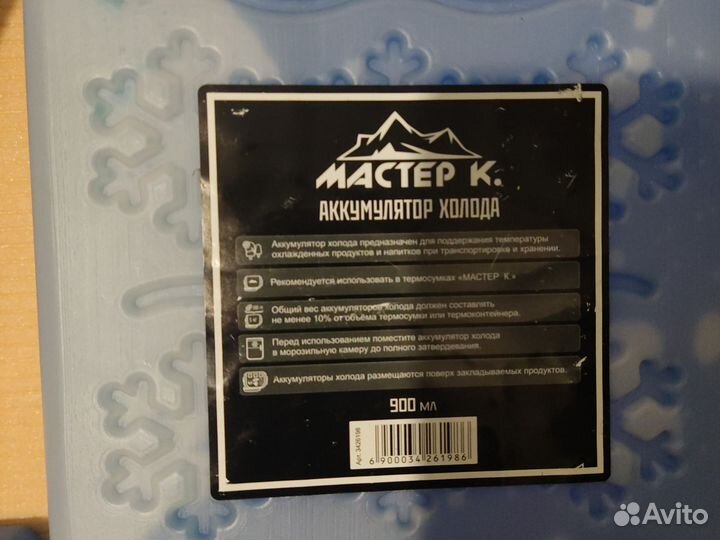 МАСТЕР К.
АККУМУЛЯТОР ХОЛОДА
Аккумулятор холода предназначен для поддержания температуры
охлажденных продуктов и напитков при транспортировке и хранении.
Рекомендуется использовать в термосумках «МАСТЕР К.»
Общий вес аккумуляторов холода должен составлять
не менее 10% от объёма термосумки или термоконтейнера.
Перед использованием поместите аккумулятор холода
в морозильную камеру до полного затвердевания.
Аккумуляторы холода размещаются поверх закладываемых продуктов.
900 мл
Арт. 3426198
6 900034 261986
Avito